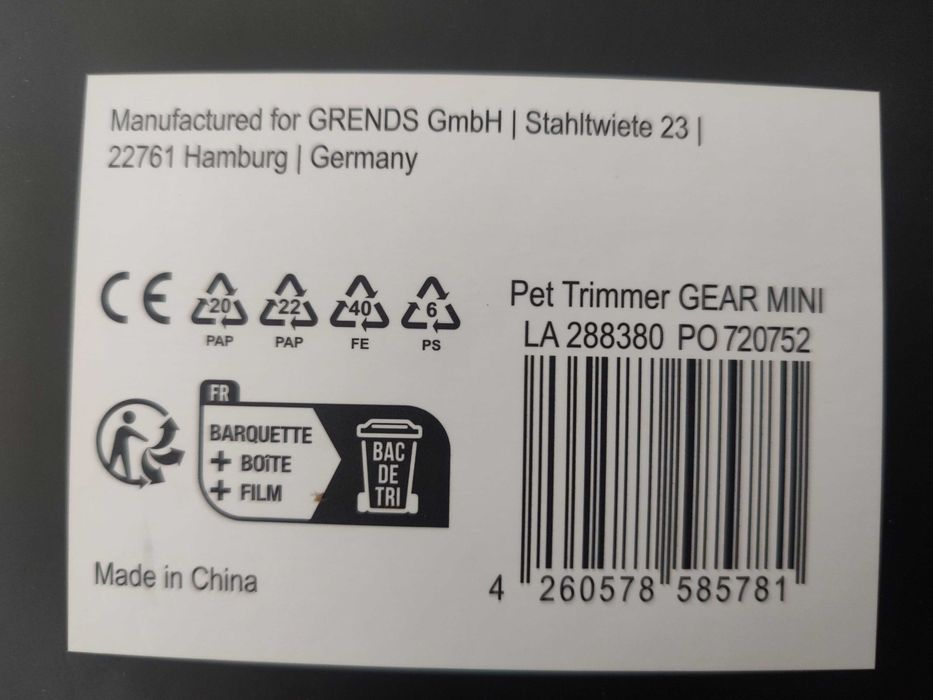 Manufactured for GRENDS GmbH | Stahltwiete 23 |
22761 Hamburg | Germany
CE
20
PAP
22
PAP
40
FE
6
PS
Pet Trimmer GEAR MINI
LA 288380 PO 720752
FR
BARQUETTE
+ BOÎTE
+ FILM
BAC
DE
TRI
Made in China
4 260578 585781